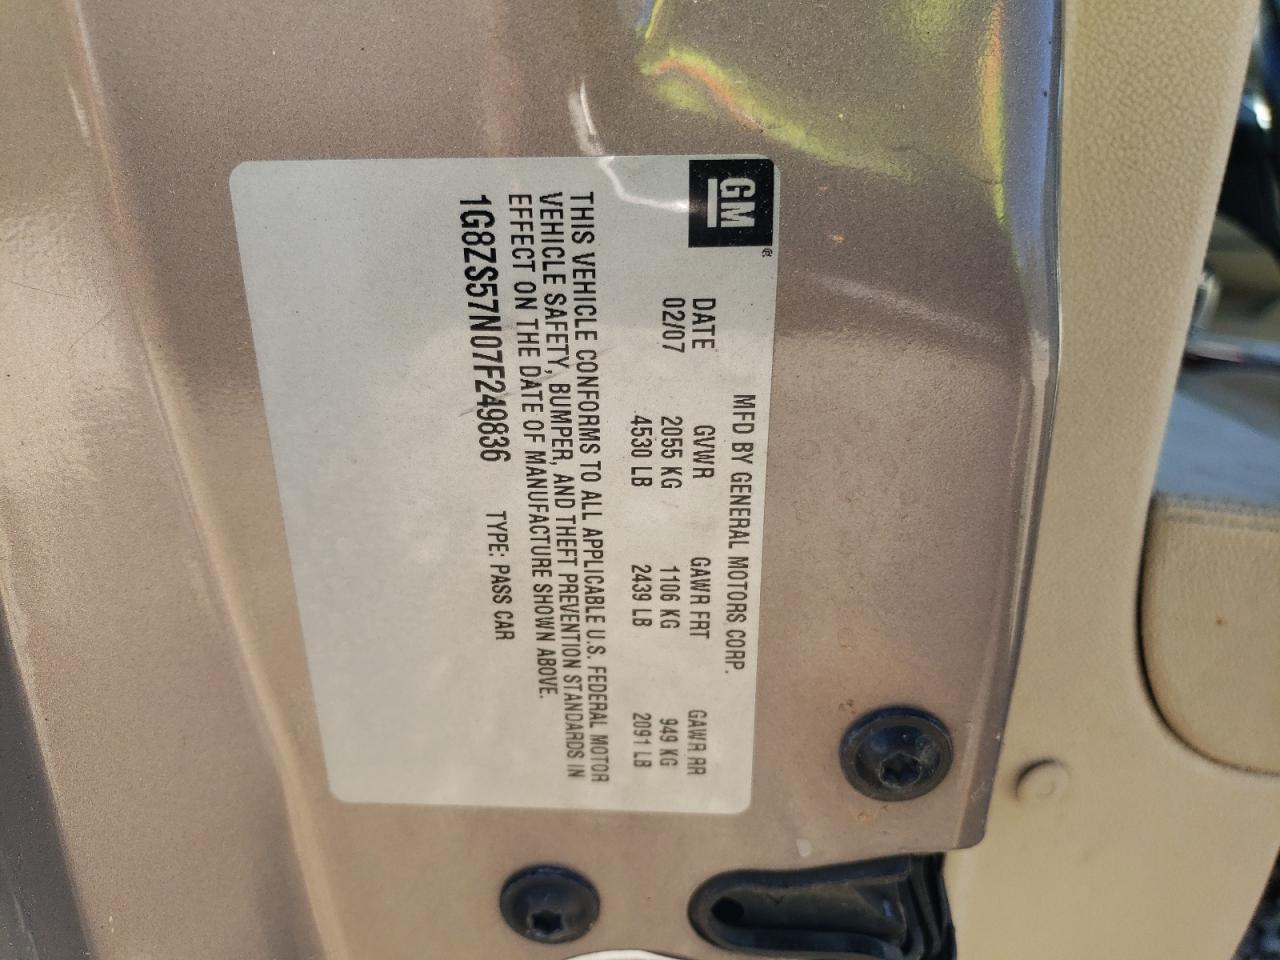 GM®
MFD BY GENERAL MOTORS CORP.
DATE GVWR GAWR FRT GAWR RR
02/07 2055 KG 1106 KG 949 KG
4530 LB 2439 LB 2091 LB
THIS VEHICLE CONFORMS TO ALL APPLICABLE U.S. FEDERAL MOTOR
VEHICLE SAFETY, BUMPER, AND THEFT PREVENTION STANDARDS IN
EFFECT ON THE DATE OF MANUFACTURE SHOWN ABOVE.
1G8ZS57N07F249836 TYPE: PASS CAR